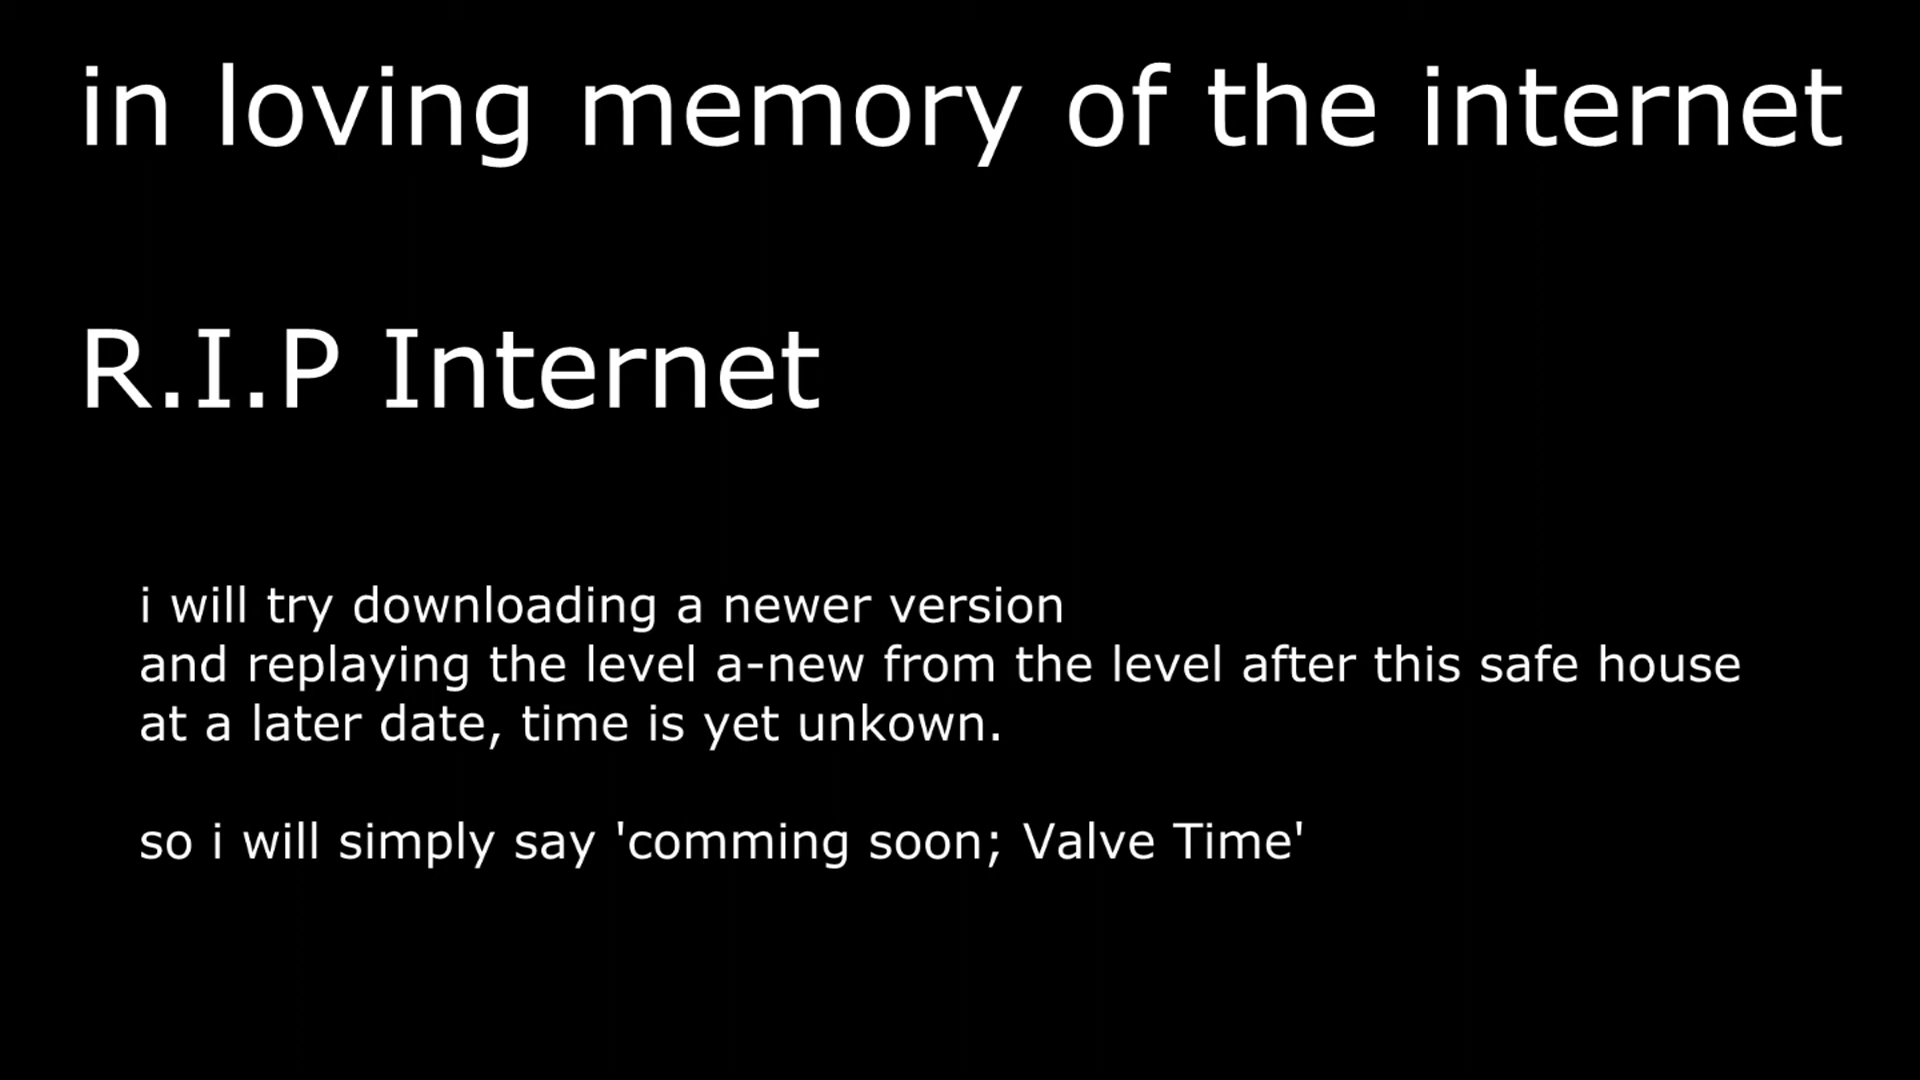 in loving memory of the internet
R.I.P Internet
i will try downloading a newer version
and replaying the level a-new from the level after this safe house
at a later date, time is yet unkown.
so i will simply say 'comming soon; Valve Time'